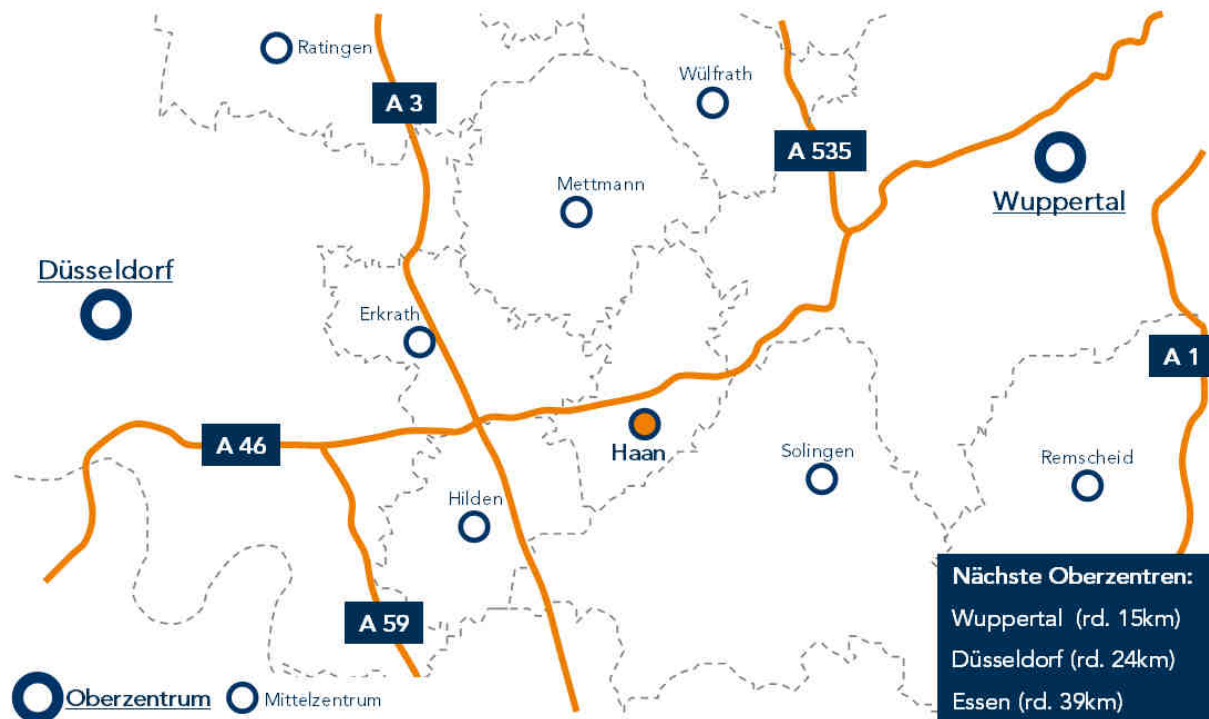 Ratingen
A 3
Wülfrath
A 535
Mettmann
Wuppertal
Düsseldorf
Erkrath
A 1
A 46
Haan
Solingen
Remscheid
Hilden
A 59
Nächste Oberzentren:
Wuppertal (rd. 15km)
Düsseldorf (rd. 24km)
Essen (rd. 39km)
Oberzentrum
Mittelzentrum